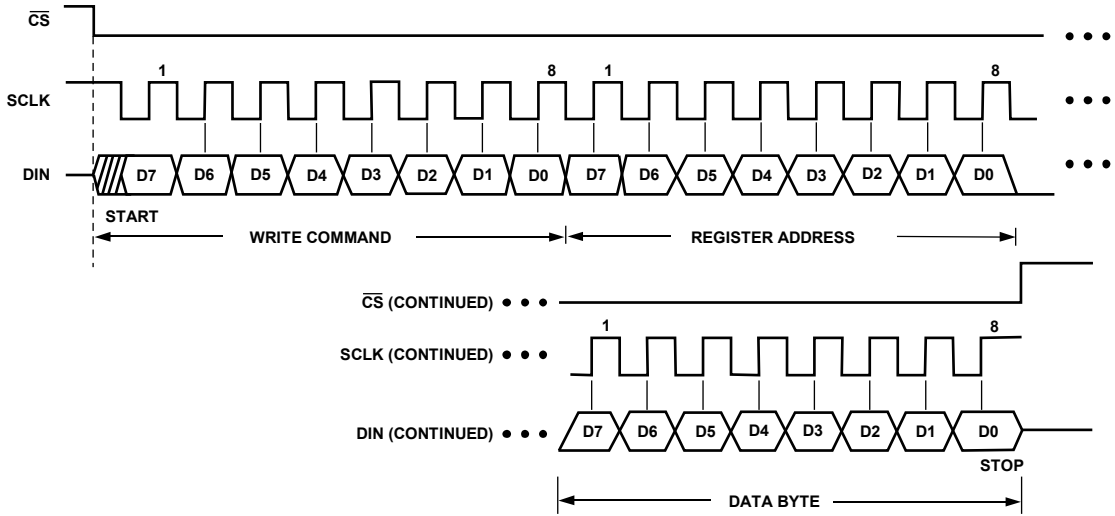 CS
1 8 1 8
SCLK
DIN D7 D6 D5 D4 D3 D2 D1 D0 D7 D6 D5 D4 D3 D2 D1 D0
START
WRITE COMMAND REGISTER ADDRESS
CS (CONTINUED)
1 8
SCLK (CONTINUED)
DIN (CONTINUED) D7 D6 D5 D4 D3 D2 D1 D0
STOP
DATA BYTE